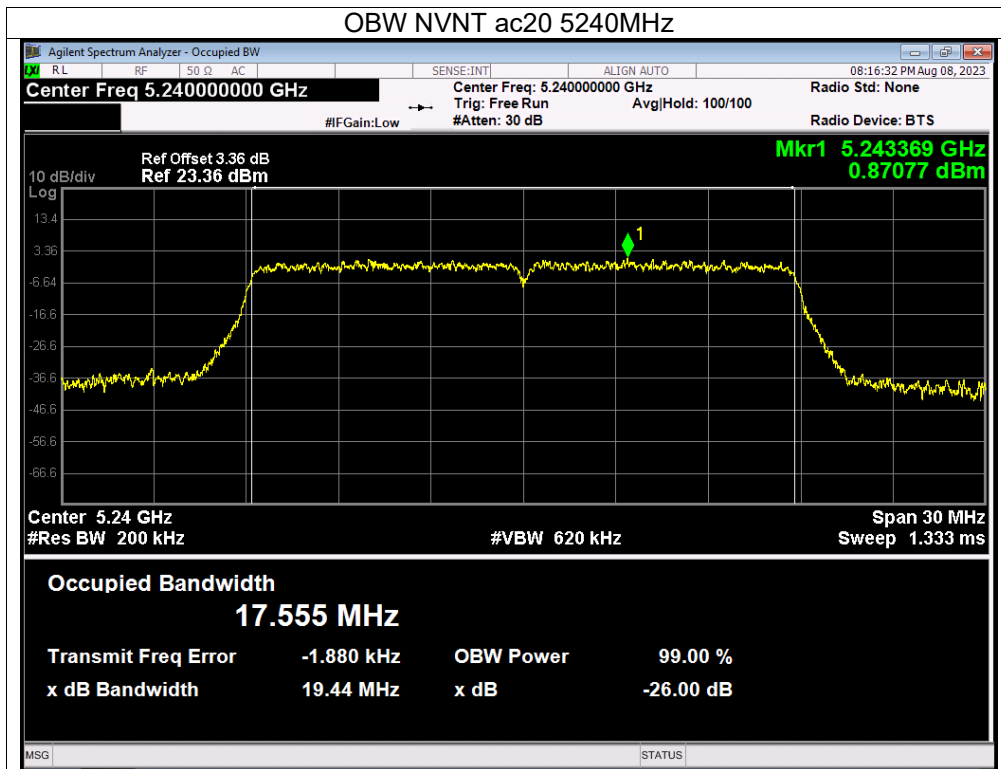 OBW NVNT ac20 5240MHz
Agilent Spectrum Analyzer - Occupied BW
LXI RL RF 50 Ω AC SENSE:INT ALIGN AUTO 08:16:32 PM Aug 08, 2023
Center Freq 5.240000000 GHz Center Freq: 5.240000000 GHz Radio Std: None
Trig: Free Run Avg|Hold: 100/100
#IFGain:Low #Atten: 30 dB Radio Device: BTS
Mkr1 5.243369 GHz
0.87077 dBm
Ref Offset 3.36 dB
10 dB/div Ref 23.36 dBm
Log
13.4
1
3.36
-6.64
-16.6
-26.6
-36.6
-46.6
-56.6
-66.6
Center 5.24 GHz Span 30 MHz
#Res BW 200 kHz #VBW 620 kHz Sweep 1.333 ms
Occupied Bandwidth
17.555 MHz
Transmit Freq Error -1.880 kHz OBW Power 99.00 %
x dB Bandwidth 19.44 MHz x dB -26.00 dB
MSG STATUS